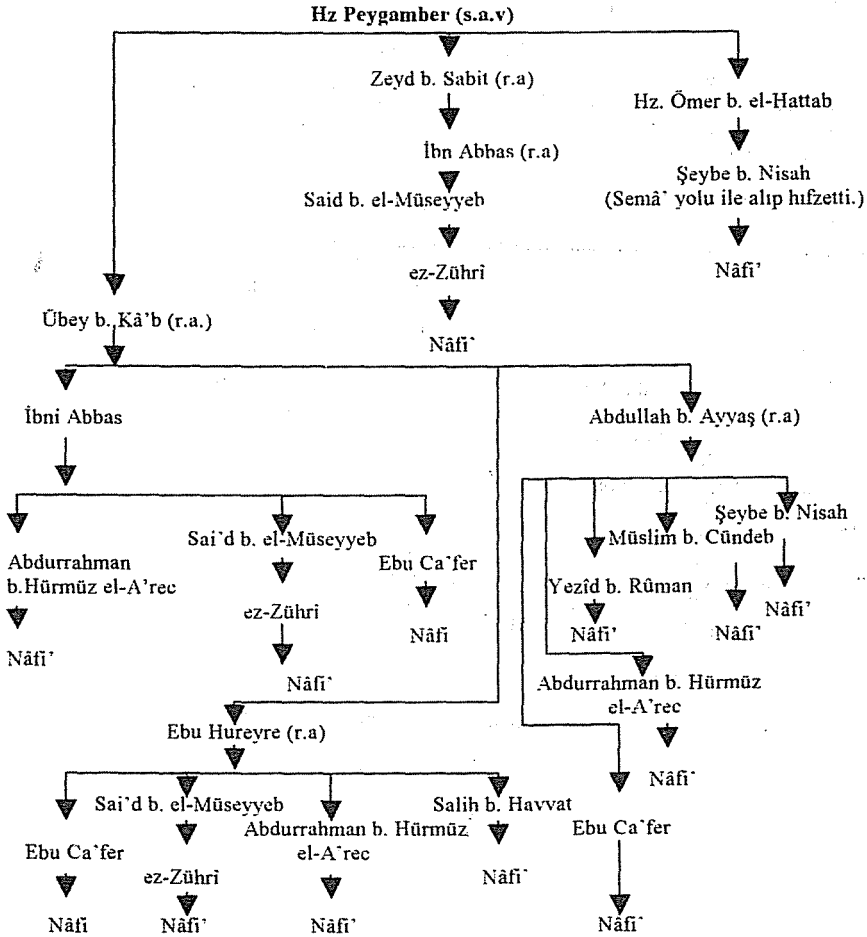 Hz Peygamber (s.a.v)
Zeyd b. Sabit (r.a)
Hz. Ömer b. el-Hattab
İbn Abbas (r.a)
Şeybe b. Nisah
(Semâ' yolu ile alıp hıfzetti.)
Said b. el-Müseyyeb
ez-Zührî
Nâfi'
Übey b. Kâ'b (r.a.)
Nâfi'
İbni Abbas
Abdullah b. Ayyaş (r.a)
Abdurrahman
b.Hürmüz el-A'rec
Sai'd b. el-Müseyyeb
Ebu Ca'fer
Müslim b. Cündeb
Şeybe b. Nisah
Yezîd b. Rûman
ez-Zührî
Nâfi
Nâfi'
Nâfi'
Nâfi'
Nâfi'
Nâfi'
Abdurrahman b. Hürmüz
el-A'rec
Ebu Hureyre (r.a)
Nâfi'
Sai'd b. el-Müseyyeb
Salih b. Havvat
Ebu Ca'fer
Abdurrahman b. Hürmüz
el-A'rec
Ebu Ca'fer
ez-Zührî
Nâfi'
Nâfi
Nâfi'
Nâfi'
Nâfi'